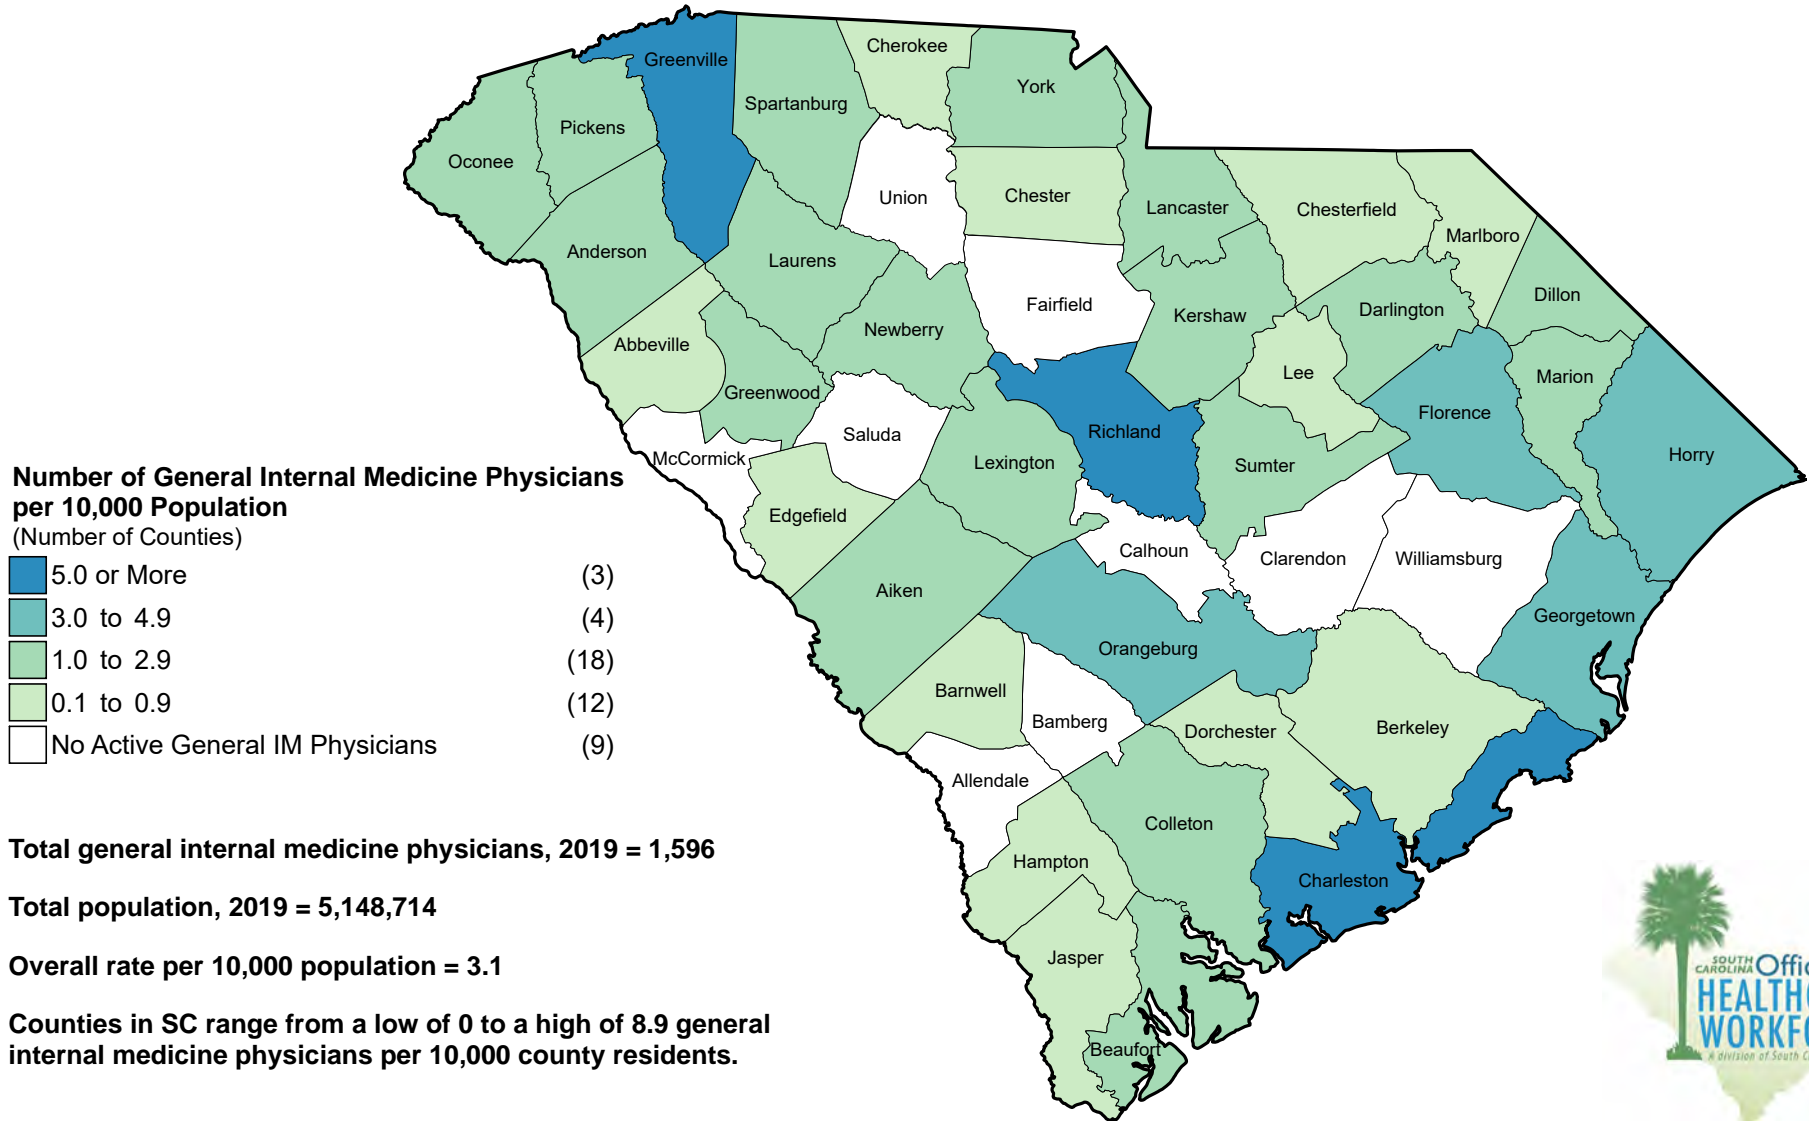 Cherokee
Greenville
York
Spartanburg
Pickens
Oconee
Union
Chester
Lancaster
Chesterfield
Marlboro
Anderson
Laurens
Fairfield
Dillon
Kershaw
Darlington
Newberry
Abbeville
Lee
Marion
Greenwood
Florence
Richland
Saluda
Horry
McCormick
Lexington
Sumter
Edgefield
Calhoun
Clarendon
Williamsburg
Aiken
Georgetown
Orangeburg
Barnwell
Bamberg
Dorchester
Berkeley
Allendale
Colleton
Hampton
Charleston
Jasper
Beaufort
Number of General Internal Medicine Physicians
per 10,000 Population
(Number of Counties)
5.0 or More (3)
3.0 to 4.9 (4)
1.0 to 2.9 (18)
0.1 to 0.9 (12)
No Active General IM Physicians (9)
Total general internal medicine physicians, 2019 = 1,596
Total population, 2019 = 5,148,714
Overall rate per 10,000 population = 3.1
Counties in SC range from a low of 0 to a high of 8.9 general
internal medicine physicians per 10,000 county residents.
SOUTH
CAROLINA
A division of South